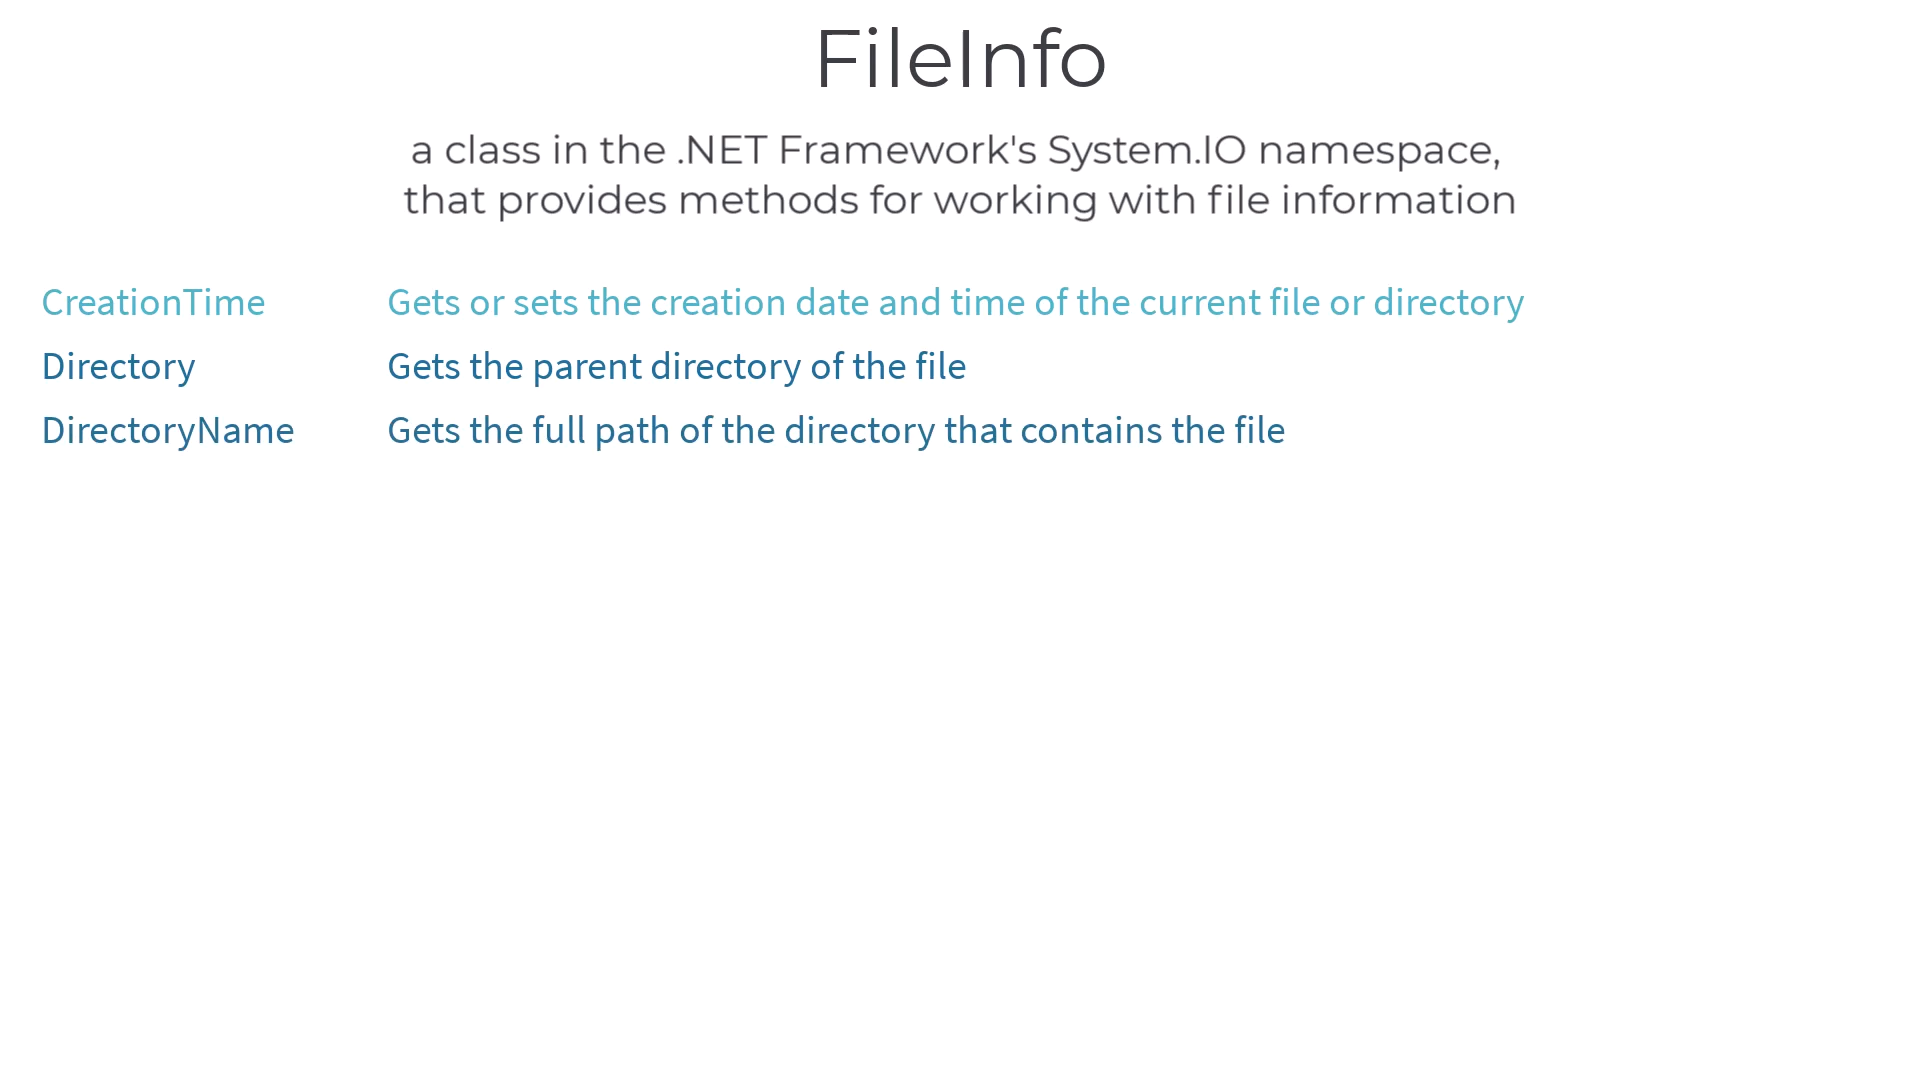 FileInfo
a class in the .NET Framework's System.IO namespace,
that provides methods for working with file information
CreationTime Gets or sets the creation date and time of the current file or directory
Directory Gets the parent directory of the file
DirectoryName Gets the full path of the directory that contains the file